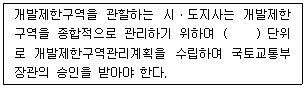 개발제한구역을 관할하는 시·도지사는 개발제한
구역을 종합적으로 관리하기 위하여 (    ) 단위
로 개발제한구역관리계획을 수립하여 국토교통부
장관의 승인을 받아야 한다.